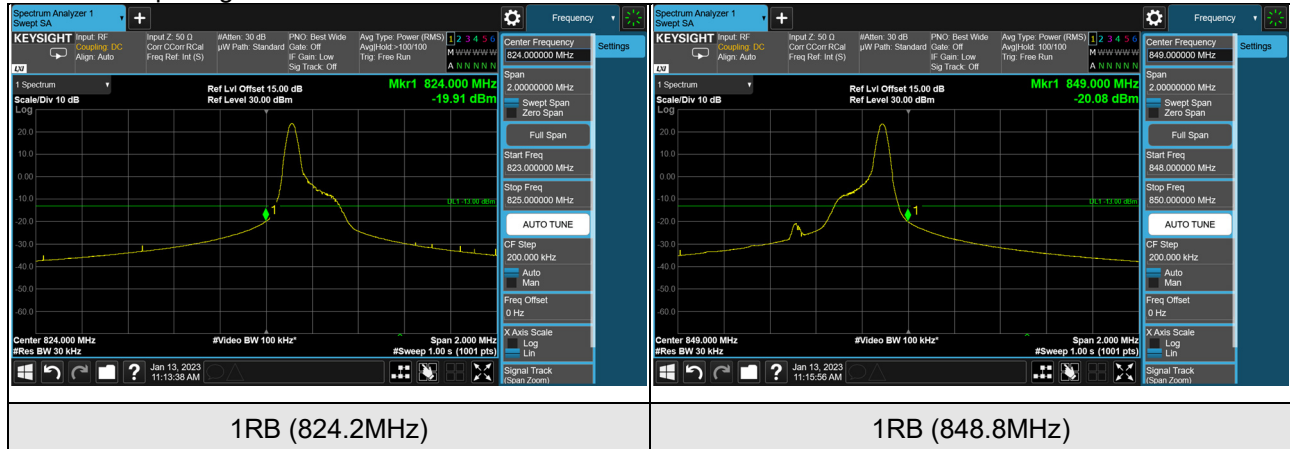 Spectrum Analyzer 1
Swept SA
+
Frequency
KEYSIGHT
LXI
Input: RF
Coupling: DC
Align: Auto
Input Z: 50 Ω
Corr CCorr RCal
Freq Ref: Int (S)
#Atten: 30 dB
µW Path: Standard
PNO: Best Wide
Gate: Off
IF Gain: Low
Sig Track: Off
Avg Type: Power (RMS)
Avg|Hold:>100/100
Trig: Free Run
1 2 3 4 5 6
M W W W W W
A N N N N N
Center Frequency
824.000000 MHz
Settings
1 Spectrum
Scale/Div 10 dB
Log
Ref Lvl Offset 15.00 dB
Ref Level 30.00 dBm
Mkr1 824.000 MHz
-19.91 dBm
Span
2.00000000 MHz
Swept Span
Zero Span
Full Span
Start Freq
823.000000 MHz
Stop Freq
825.000000 MHz
AUTO TUNE
CF Step
200.000 kHz
Auto
Man
Freq Offset
0 Hz
X Axis Scale
Log
Lin
Signal Track
(Span Zoom)
20.0
10.0
0.00
-10.0
-20.0
-30.0
-40.0
-50.0
-60.0
1
DL1 -13.00 dBm
Center 824.000 MHz
#Res BW 30 kHz
#Video BW 100 kHz*
Span 2.000 MHz
#Sweep 1.00 s (1001 pts)
?
Jan 13, 2023
11:13:38 AM
Spectrum Analyzer 1
Swept SA
+
Frequency
KEYSIGHT
LXI
Input: RF
Coupling: DC
Align: Auto
Input Z: 50 Ω
Corr CCorr RCal
Freq Ref: Int (S)
#Atten: 30 dB
µW Path: Standard
PNO: Best Wide
Gate: Off
IF Gain: Low
Sig Track: Off
Avg Type: Power (RMS)
Avg|Hold: 100/100
Trig: Free Run
1 2 3 4 5 6
M W W W W W
A N N N N N
Center Frequency
849.000000 MHz
Settings
1 Spectrum
Scale/Div 10 dB
Log
Ref Lvl Offset 15.00 dB
Ref Level 30.00 dBm
Mkr1 849.000 MHz
-20.08 dBm
Span
2.00000000 MHz
Swept Span
Zero Span
Full Span
Start Freq
848.000000 MHz
Stop Freq
850.000000 MHz
AUTO TUNE
CF Step
200.000 kHz
Auto
Man
Freq Offset
0 Hz
X Axis Scale
Log
Lin
Signal Track
(Span Zoom)
20.0
10.0
0.00
-10.0
-20.0
-30.0
-40.0
-50.0
-60.0
1
DL1 -13.00 dBm
Center 849.000 MHz
#Res BW 30 kHz
#Video BW 100 kHz*
Span 2.000 MHz
#Sweep 1.00 s (1001 pts)
?
Jan 13, 2023
11:15:56 AM
1RB (824.2MHz)
1RB (848.8MHz)